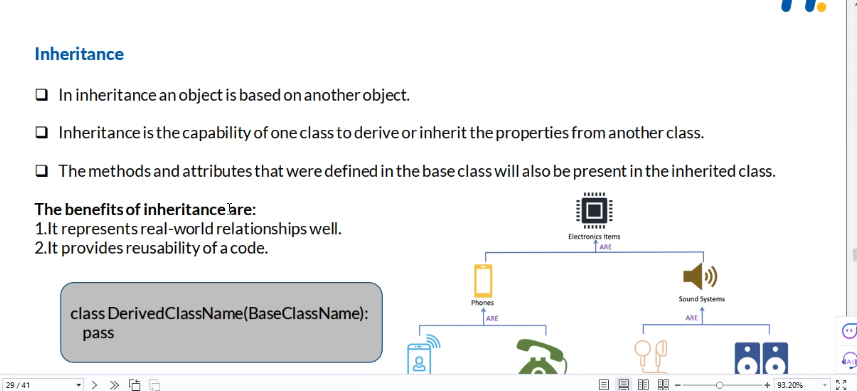 Inheritance
❑ In inheritance an object is based on another object.
❑ Inheritance is the capability of one class to derive or inherit the properties from another class.
❑ The methods and attributes that were defined in the base class will also be present in the inherited class.
The benefits of inheritance are:
1.It represents real-world relationships well.
2.It provides reusability of a code.
class DerivedClassName(BaseClassName):
pass
Electronics Items
ARE
Phones
Sound Systems
ARE
ARE
29 / 41
93.20%